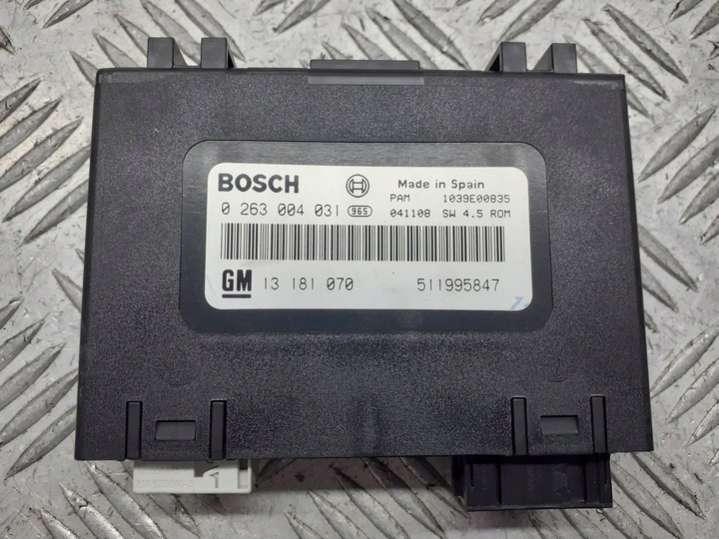 BOSCH Made in Spain
PAM 1039E00835
0 263 004 031 965 041108 SW 4.5 ROM
GM 13 181 070 511995847
7
1